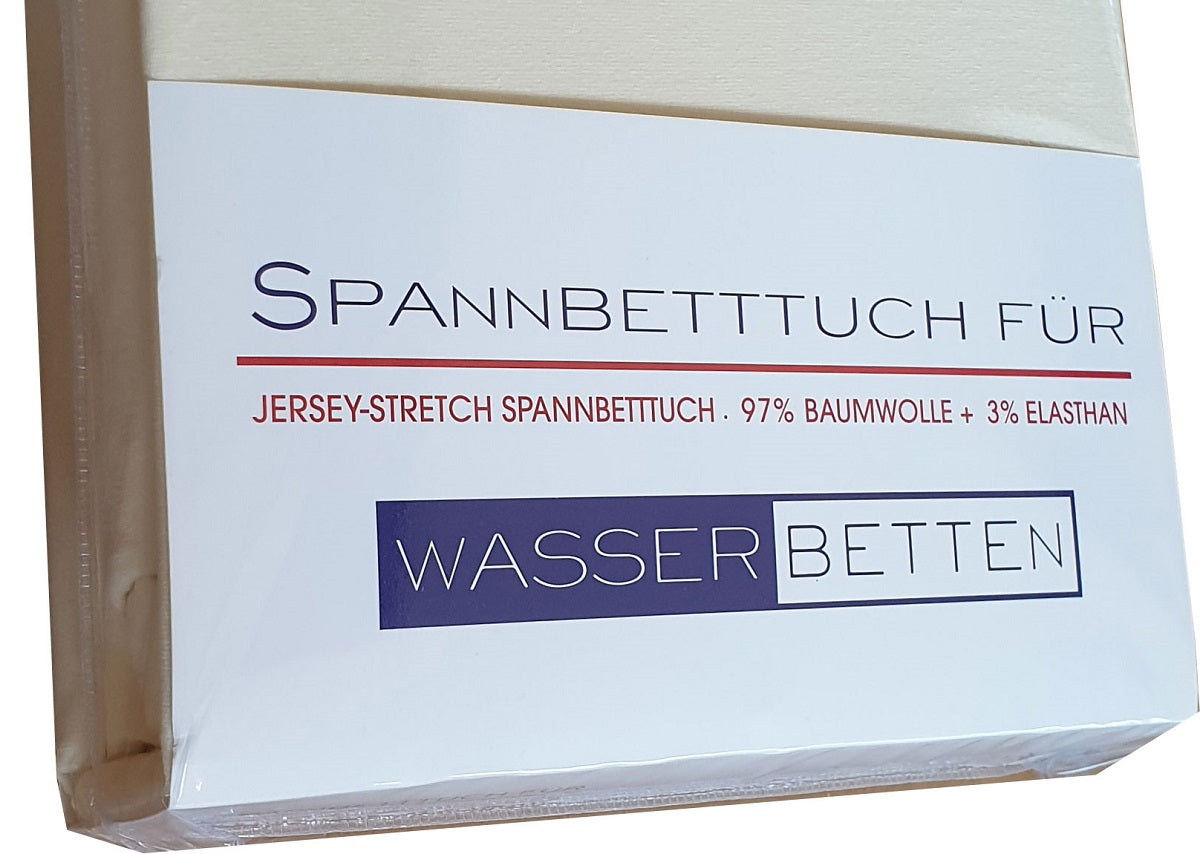 SPANNBETTTUCH FÜR
JERSEY-STRETCH SPANNBETTTUCH · 97% BAUMWOLLE + 3% ELASTHAN
WASSERBETTEN